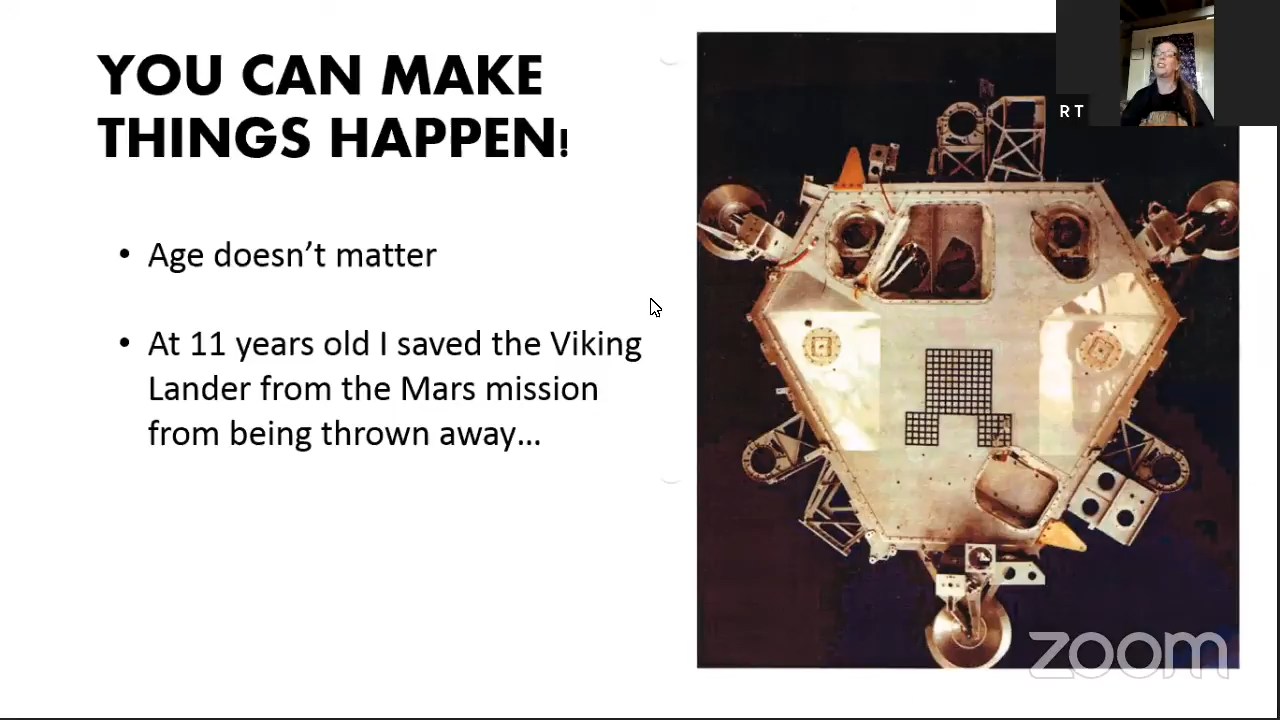 YOU CAN MAKE
THINGS HAPPEN!
• Age doesn’t matter
• At 11 years old I saved the Viking
Lander from the Mars mission
from being thrown away…
R T
zoom